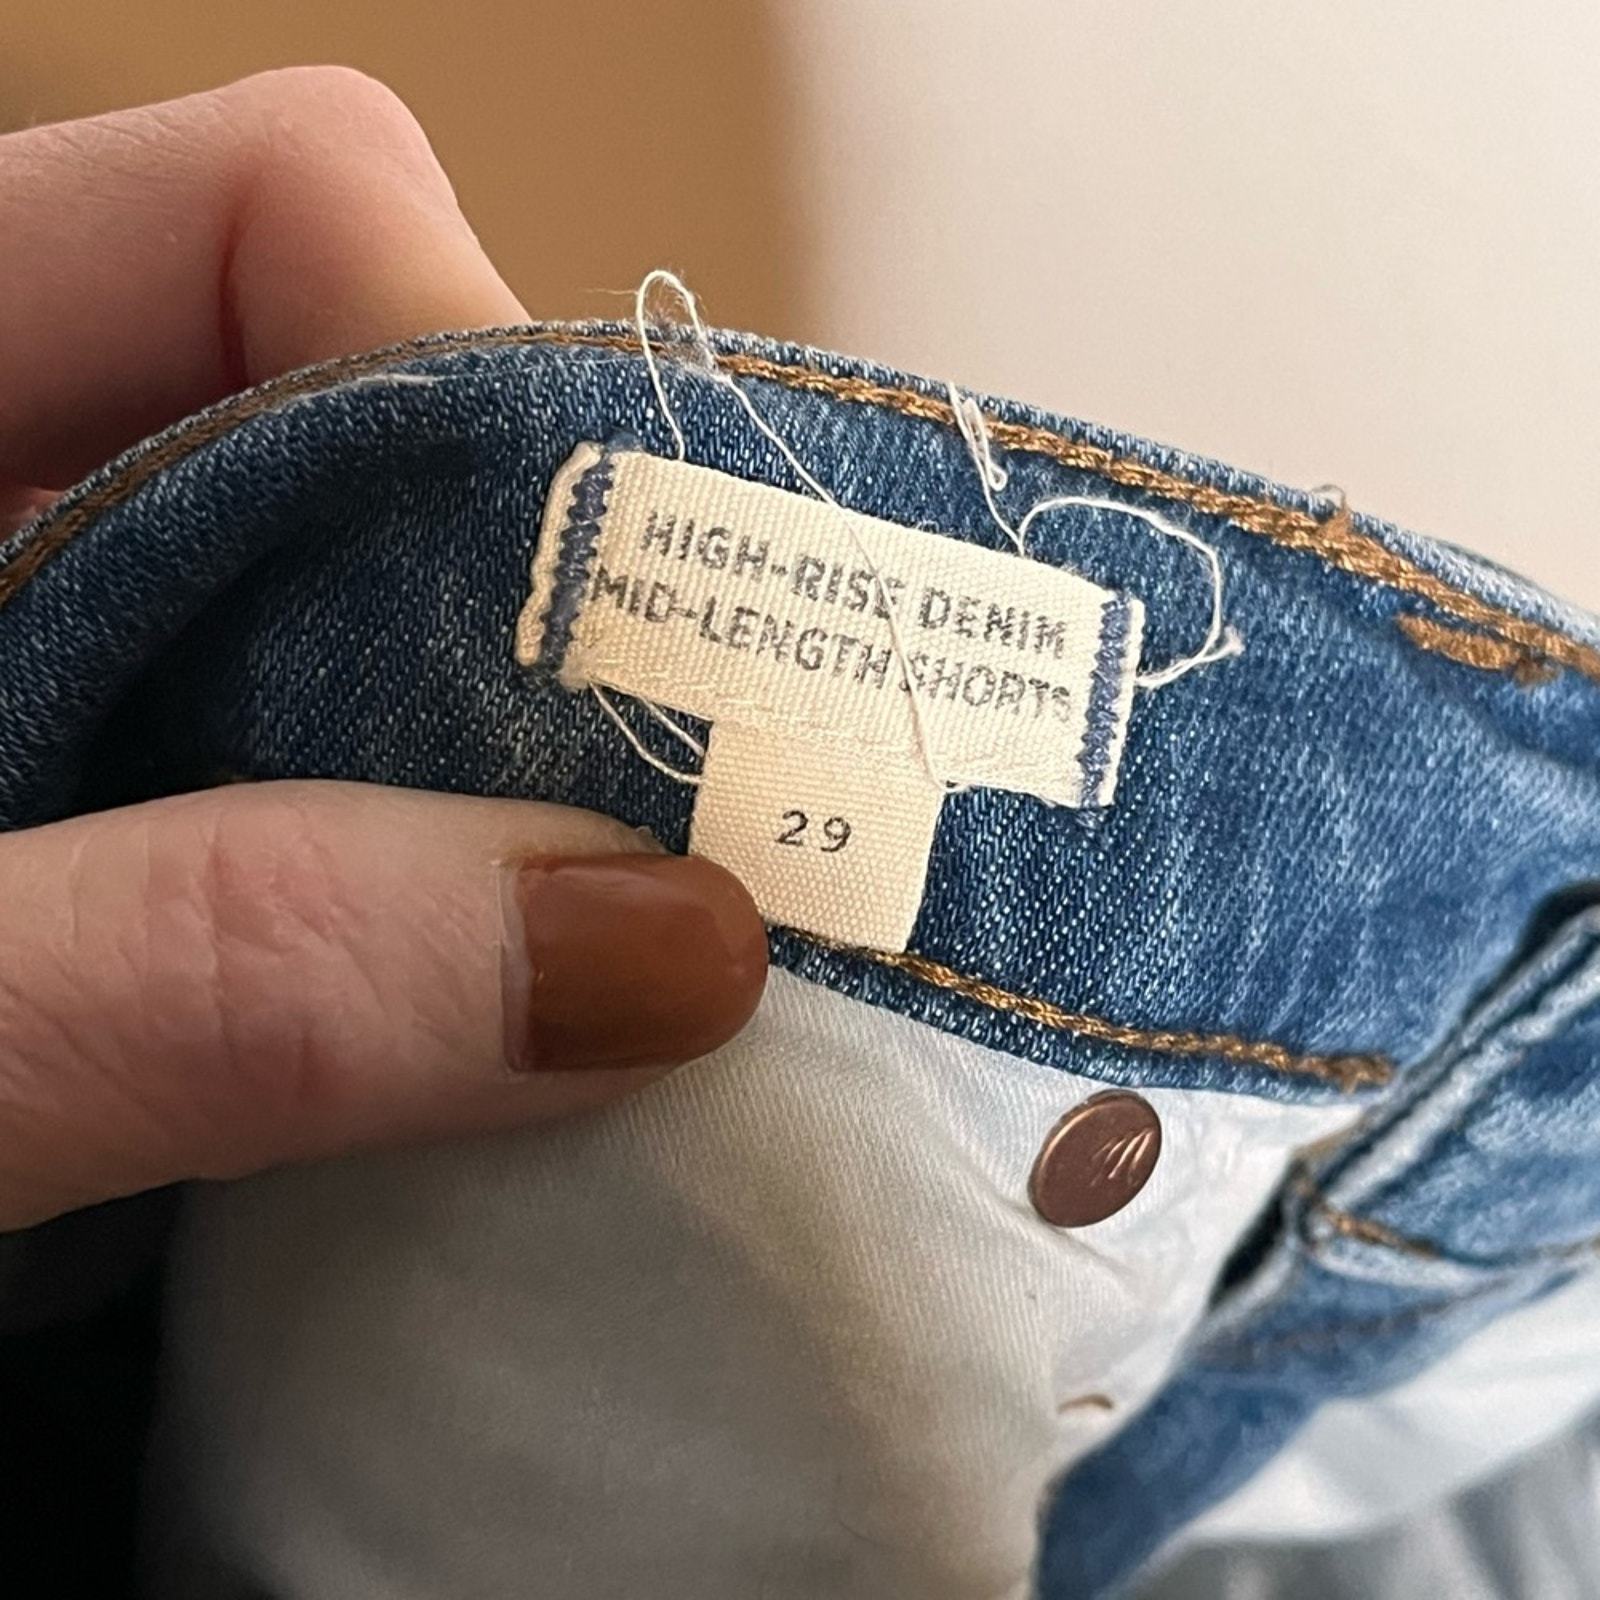 HIGH-RISE DENIM
MID-LENGTH SHORTS
29
M